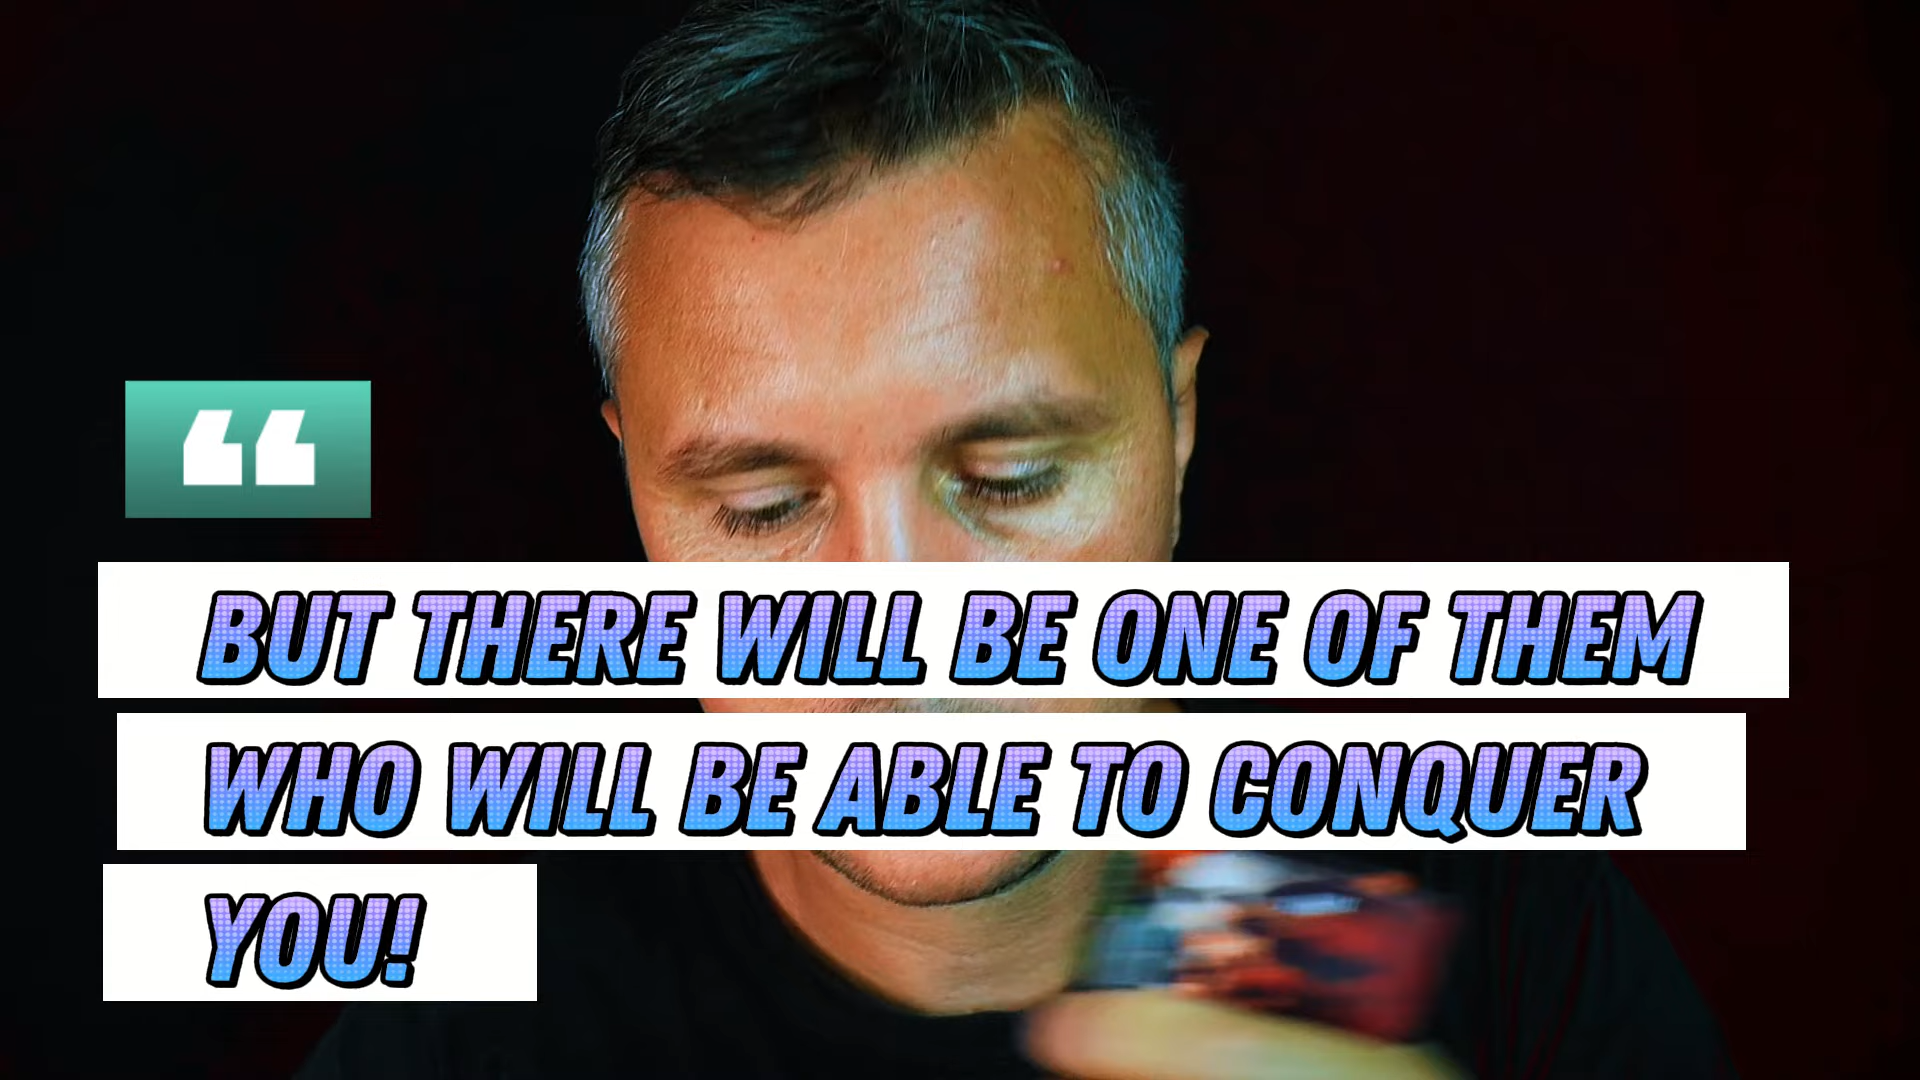 ❝
BUT THERE WILL BE ONE OF THEM
WHO WILL BE ABLE TO CONQUER
YOU!